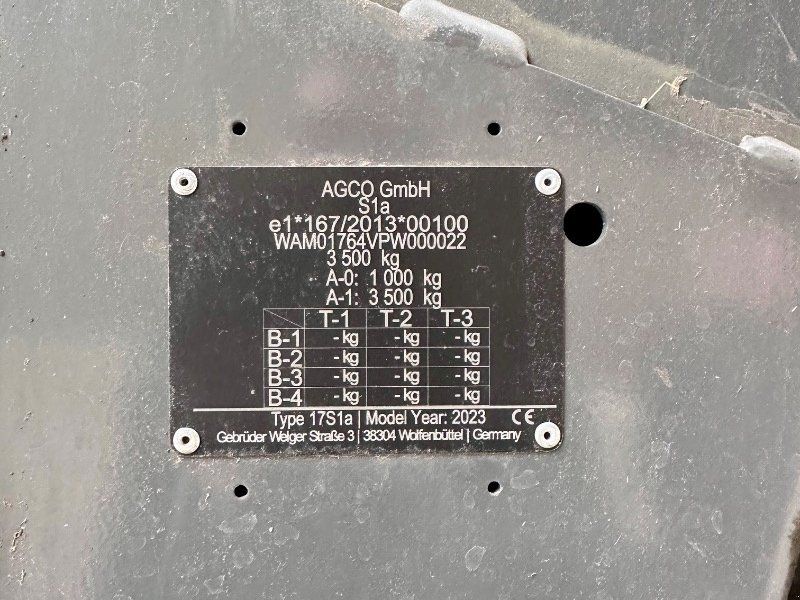 AGCO GmbH
S1a
e1*167/2013*00100
WAM01764VPW000022
3 500 kg
A-0: 1 000 kg
A-1: 3 500 kg
T-1 T-2 T-3
B-1 - kg - kg - kg
B-2 - kg - kg - kg
B-3 - kg - kg - kg
B-4 - kg - kg - kg
Type 17S1a | Model Year: 2023 CE
Gebrüder Welger Straße 3 | 38304 Wolfenbüttel | Germany